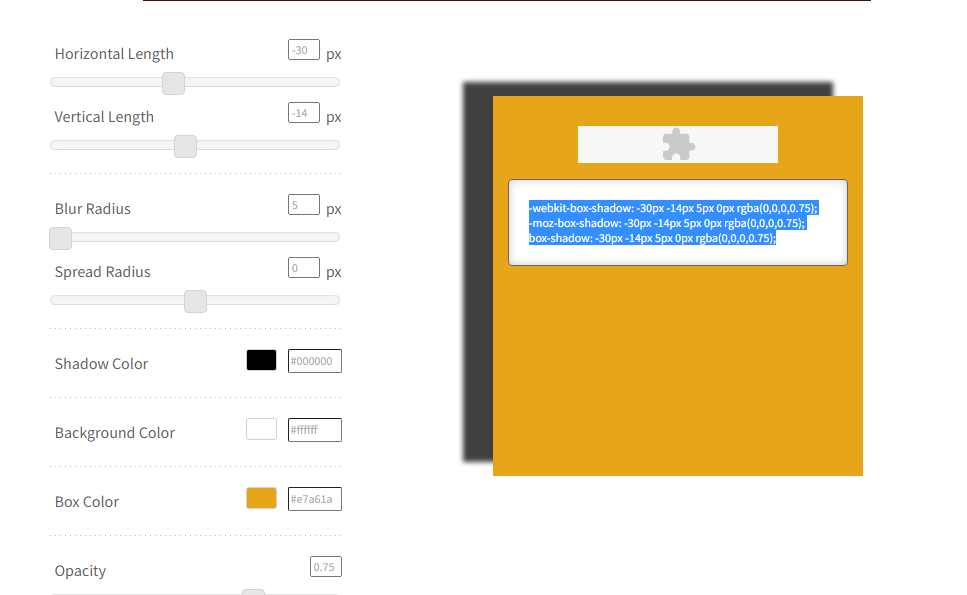 Horizontal Length -30 px
Vertical Length -14 px
Blur Radius 5 px
Spread Radius 0 px
Shadow Color #000000
Background Color #ffffff
Box Color #e7a61a
Opacity 0.75
-webkit-box-shadow: -30px -14px 5px 0px rgba(0,0,0,0.75);
-moz-box-shadow: -30px -14px 5px 0px rgba(0,0,0,0.75);
box-shadow: -30px -14px 5px 0px rgba(0,0,0,0.75);